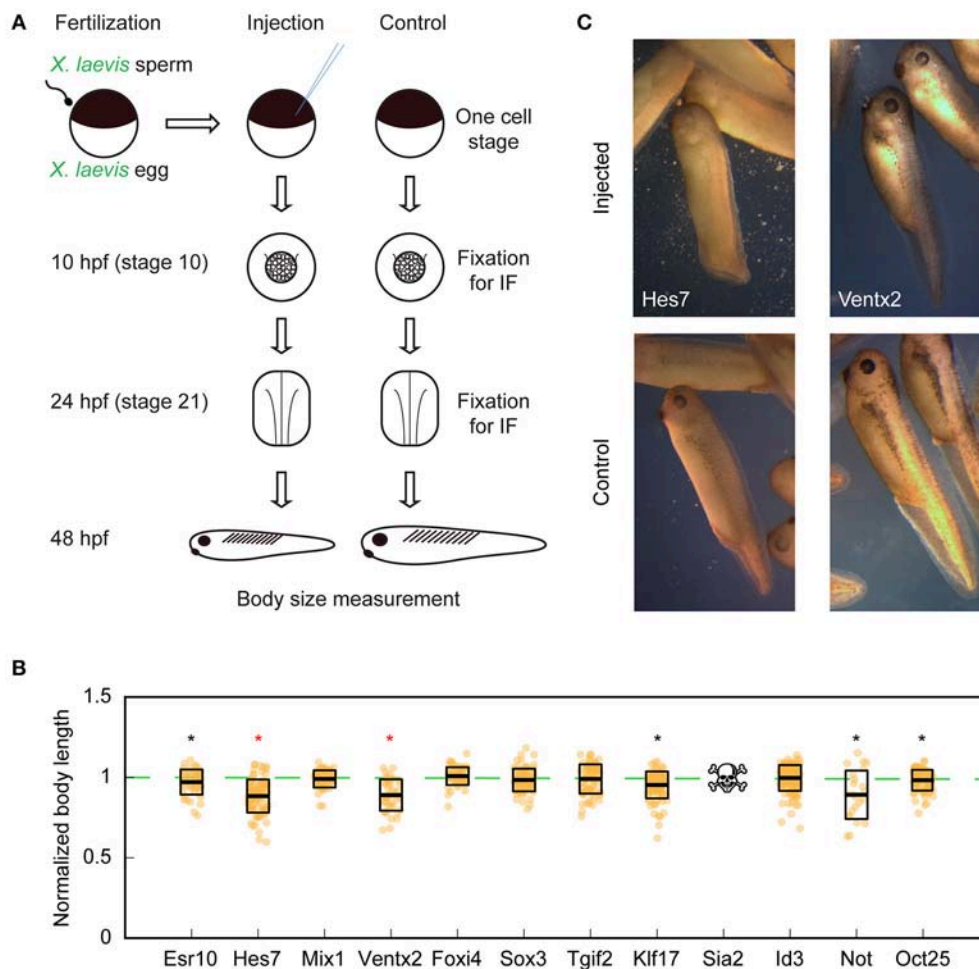 A
Fertilization Injection Control
X. laevis sperm
X. laevis egg
One cell
stage
10 hpf (stage 10)
Fixation
for IF
24 hpf (stage 21)
Fixation
for IF
48 hpf
Body size measurement
C
Injected
Hes7
Ventx2
Control
B
Normalized body length
1.5
1
0.5
0
* * * * * *
Esr10 Hes7 Mix1 Ventx2 Foxi4 Sox3 Tgif2 Klf17 Sia2 Id3 Not Oct25